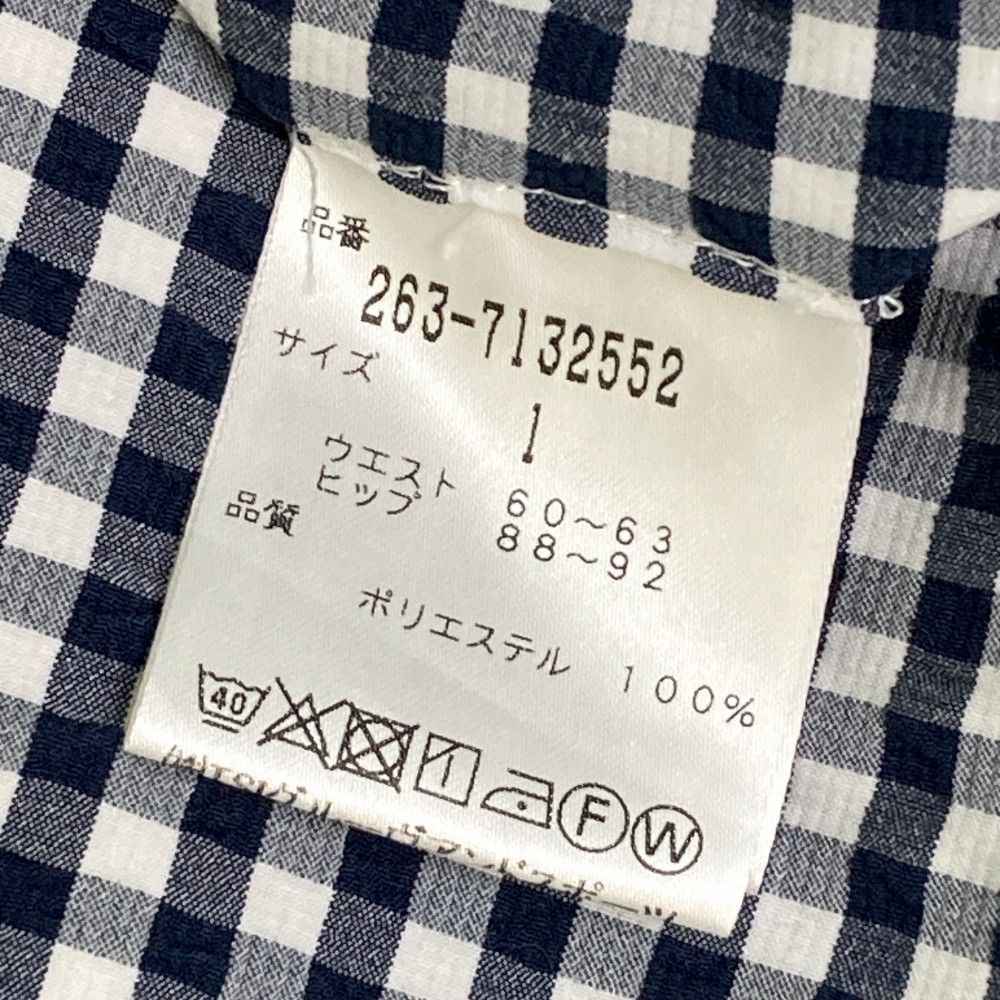 品番
263-7132552
サイズ
1
ウエスト 60～63
ヒップ 88～92
品質
ポリエステル 100%
40
F W